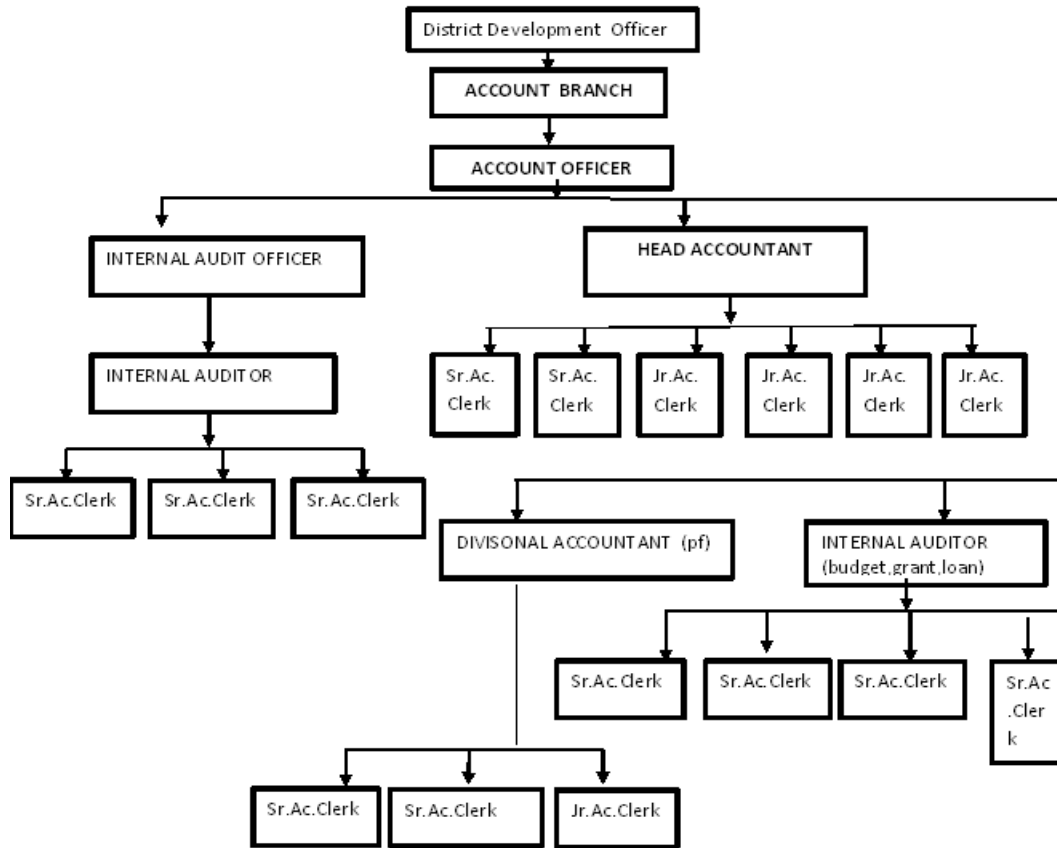 District Development Officer
ACCOUNT BRANCH
ACCOUNT OFFICER
INTERNAL AUDIT OFFICER
HEAD ACCOUNTANT
INTERNAL AUDITOR
Sr.Ac.
Clerk
Sr.Ac.
Clerk
Jr.Ac.
Clerk
Jr.Ac.
Clerk
Jr.Ac.
Clerk
Jr.Ac.
Clerk
Sr.Ac.Clerk
Sr.Ac.Clerk
Sr.Ac.Clerk
DIVISONAL ACCOUNTANT (pf)
INTERNAL AUDITOR
(budget,grant,loan)
Sr.Ac.Clerk
Sr.Ac.Clerk
Sr.Ac.Clerk
Sr.Ac
.Cler
k
Sr.Ac.Clerk
Sr.Ac.Clerk
Jr.Ac.Clerk